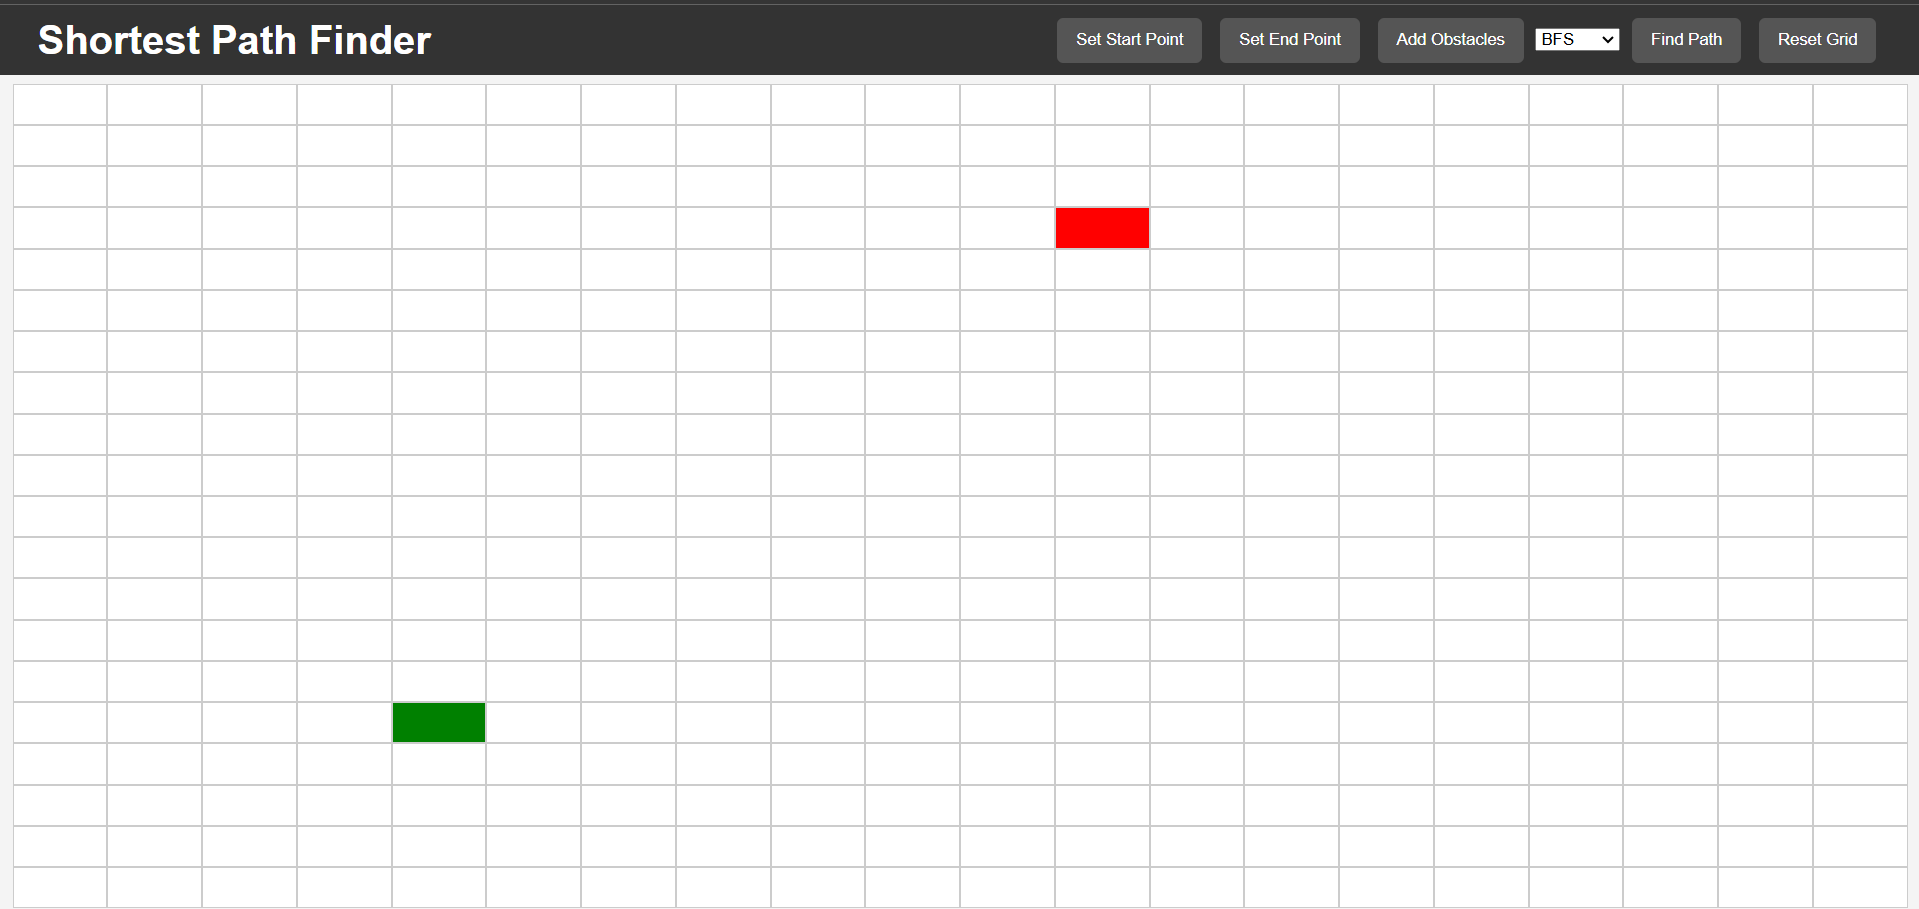 Shortest Path Finder
Set Start Point
Set End Point
Add Obstacles
BFS
Find Path
Reset Grid